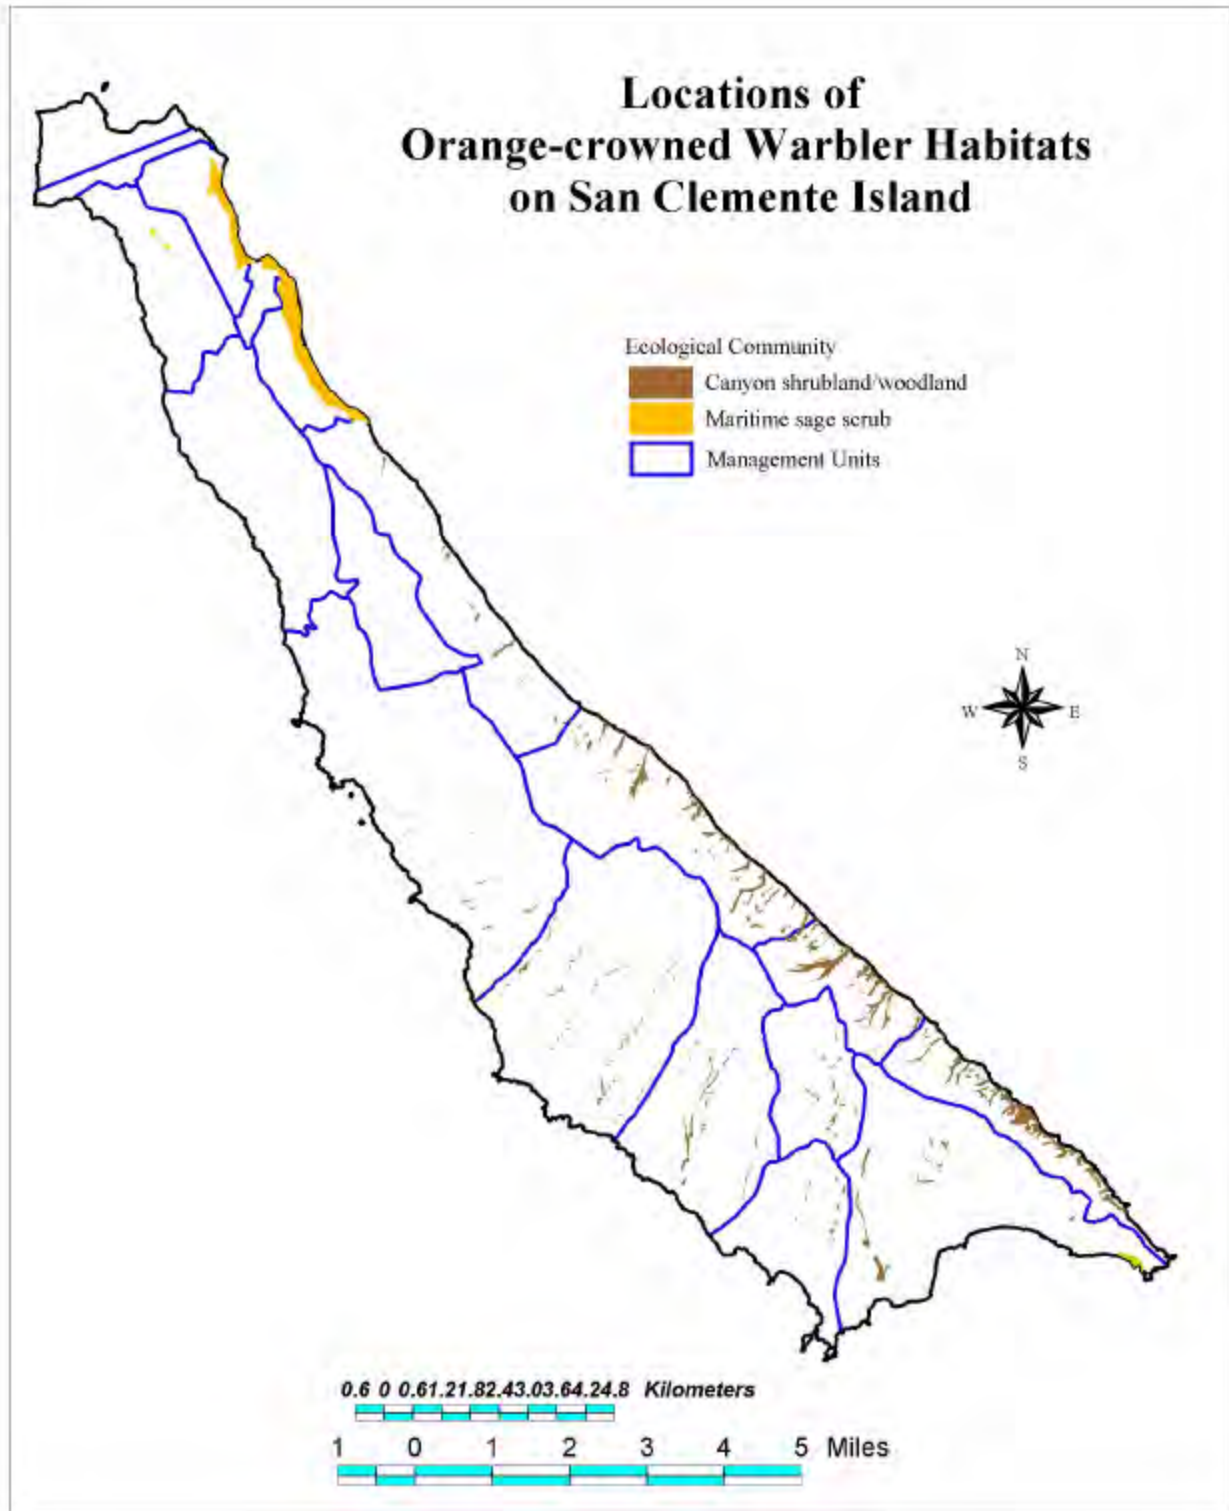 Locations of
Orange-crowned Warbler Habitats
on San Clemente Island
Ecological Community
Canyon shrubland/woodland
Maritime sage scrub
Management Units
N
W E
S
0.6 0 0.61.21.82.43.03.64.24.8 Kilometers
1 0 1 2 3 4 5 Miles